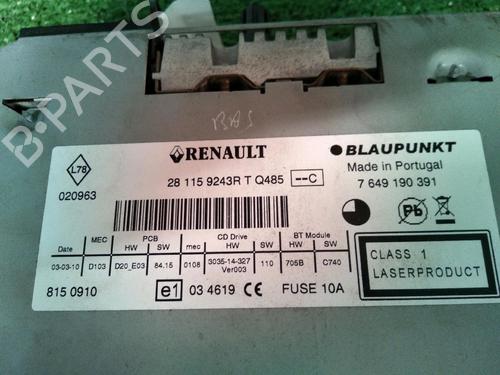 B-PARTS
BAS
L78
RENAULT
BLAUPUNKT
Made in Portugal
020963
28 115 9243R T Q485
--C
7 649 190 391
Pb
MEC PCB CD Drive BT Module
Date HW SW mec HW SW HW SW
03-03-10 D103 D20_E03 84.15 0108 3035-14-327 Ver003 110 705B C740
CLASS 1
LASERPRODUCT
815 0910
e1
03 4619 CE FUSE 10A